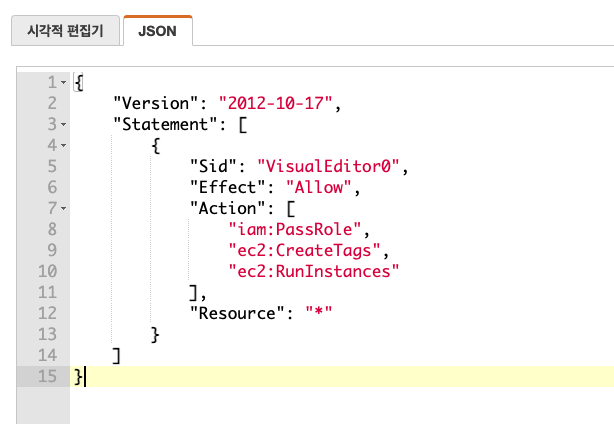 시각적 편집기 JSON
1 {
2 "Version": "2012-10-17",
3 "Statement": [
4 {
5 "Sid": "VisualEditor0",
6 "Effect": "Allow",
7 "Action": [
8 "iam:PassRole",
9 "ec2:CreateTags",
10 "ec2:RunInstances"
11 ],
12 "Resource": "*"
13 }
14 ]
15 }